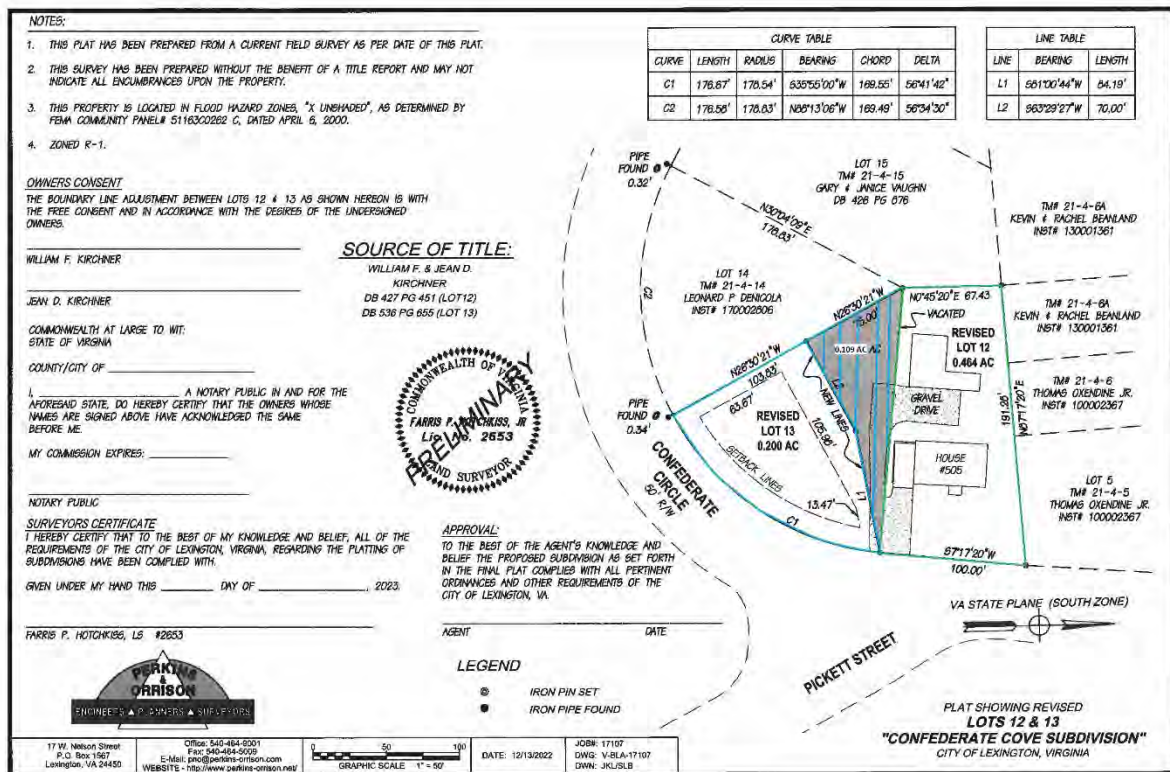 NOTES:
1. THIS PLAT HAS BEEN PREPARED FROM A CURRENT FIELD SURVEY AS PER DATE OF THIS PLAT.
2. THIS SURVEY HAS BEEN PREPARED WITHOUT THE BENEFIT OF A TITLE REPORT AND MAY NOT
INDICATE ALL ENCUMBRANCES UPON THE PROPERTY.
3. THIS PROPERTY IS LOCATED IN FLOOD HAZARD ZONES, "X UNSHADED", AS DETERMINED BY
FEMA COMMUNITY PANEL# 51163C0262 C, DATED APRIL 6, 2000.
4. ZONED R-1.
OWNERS CONSENT
THE BOUNDARY LINE ADJUSTMENT BETWEEN LOTS 12 & 13 AS SHOWN HEREON IS WITH
THE FREE CONSENT AND IN ACCORDANCE WITH THE DESIRES OF THE UNDERSIGNED
OWNERS.
WILLIAM F. KIRCHNER
JEAN D. KIRCHNER
COMMONWEALTH AT LARGE TO WIT:
STATE OF VIRGINIA
COUNTY/CITY OF
I, A NOTARY PUBLIC IN AND FOR THE
AFORESAID STATE, DO HEREBY CERTIFY THAT THE OWNERS WHOSE
NAMES ARE SIGNED ABOVE HAVE ACKNOWLEDGED THE SAME
BEFORE ME.
MY COMMISSION EXPIRES:
NOTARY PUBLIC
SURVEYORS CERTIFICATE
I HEREBY CERTIFY THAT TO THE BEST OF MY KNOWLEDGE AND BELIEF, ALL OF THE
REQUIREMENTS OF THE CITY OF LEXINGTON, VIRGINIA, REGARDING THE PLATTING OF
SUBDIVISIONS HAVE BEEN COMPLIED WITH.
GIVEN UNDER MY HAND THIS DAY OF , 2023.
FARRIS P. HOTCHKISS, LS #2653
PERKINS
&
ORRISON
ENGINEERS ▲ PLANNERS ▲ SURVEYORS
SOURCE OF TITLE:
WILLIAM F. & JEAN D.
KIRCHNER
DB 427 PG 451 (LOT12)
DB 538 PG 655 (LOT 13)
COMMONWEALTH OF VIRGINIA
FARRIS P. HOTCHKISS, JR
Lic. No. 2653
LAND SURVEYOR
PRELIMINARY
APPROVAL:
TO THE BEST OF THE AGENT'S KNOWLEDGE AND
BELIEF THE PROPOSED SUBDIVISION AS SET FORTH
IN THE FINAL PLAT COMPLIES WITH ALL PERTINENT
ORDINANCES AND OTHER REQUIREMENTS OF THE
CITY OF LEXINGTON, VA.
AGENT DATE
LEGEND
IRON PIN SET
IRON PIPE FOUND
CURVE TABLE
CURVE LENGTH RADIUS BEARING CHORD DELTA
C1 176.67' 178.54' S35°55'00"W 169.55' 56°41'42"
C2 176.58' 178.83' N86°13'06"W 169.49' 56°34'30"
LINE TABLE
LINE BEARING LENGTH
L1 S81°00'44"W 84.19'
L2 S63°29'27"W 70.00'
PIPE
FOUND
0.32'
LOT 15
TM# 21-4-15
GARY & JANICE VAUGHN
DB 426 PG 676
TM# 21-4-6A
KEVIN & RACHEL BEANLAND
INST# 130001361
N30°04'09"E
178.83'
C2
LOT 14
TM# 21-4-14
LEONARD P DENICOLA
INST# 170002806
N26°30'21"W
75.00'
N0°45'20"E 67.43
VACATED
TM# 21-4-6A
KEVIN & RACHEL BEANLAND
INST# 130001361
REVISED
LOT 12
0.464 AC
0.109 AC
N28°30'21"W
103.83'
L2
NEW LINES
GRAVEL
DRIVE
TM# 21-4-6
THOMAS OXENDINE JR.
INST# 100002367
191.26'
N87°17'20"E
63.67'
105.96'
PIPE
FOUND
0.34'
REVISED
LOT 13
0.200 AC
SETBACK LINES
HOUSE
#505
13.47'
L1
C1
LOT 5
TM# 21-4-5
THOMAS OXENDINE JR.
INST# 100002367
CONFEDERATE
CIRCLE
50' R/W
S7°17'20"W
100.00'
VA STATE PLANE (SOUTH ZONE)
PICKETT STREET
PLAT SHOWING REVISED
LOTS 12 & 13
"CONFEDERATE COVE SUBDIVISION"
CITY OF LEXINGTON, VIRGINIA
17 W. Nelson Street
P.O. Box 1567
Lexington, VA 24450
Office: 540-464-9001
Fax: 540-464-5009
E-Mail: pno@perkins-orrison.com
WEBSITE - http://www.perkins-orrison.net/
0 50 100
GRAPHIC SCALE 1" = 50'
DATE: 12/13/2022
JOB#: 17107
DWG: V-BLA-17107
DWN: JKL/SLB